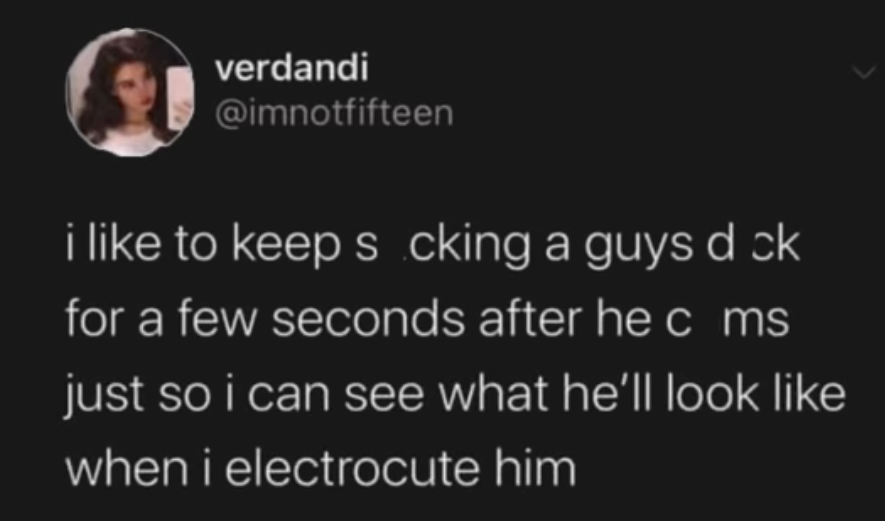 verdandi
@imnotfifteen
i like to keep s .cking a guys d ck
for a few seconds after he c ms
just so i can see what he'll look like
when i electrocute him